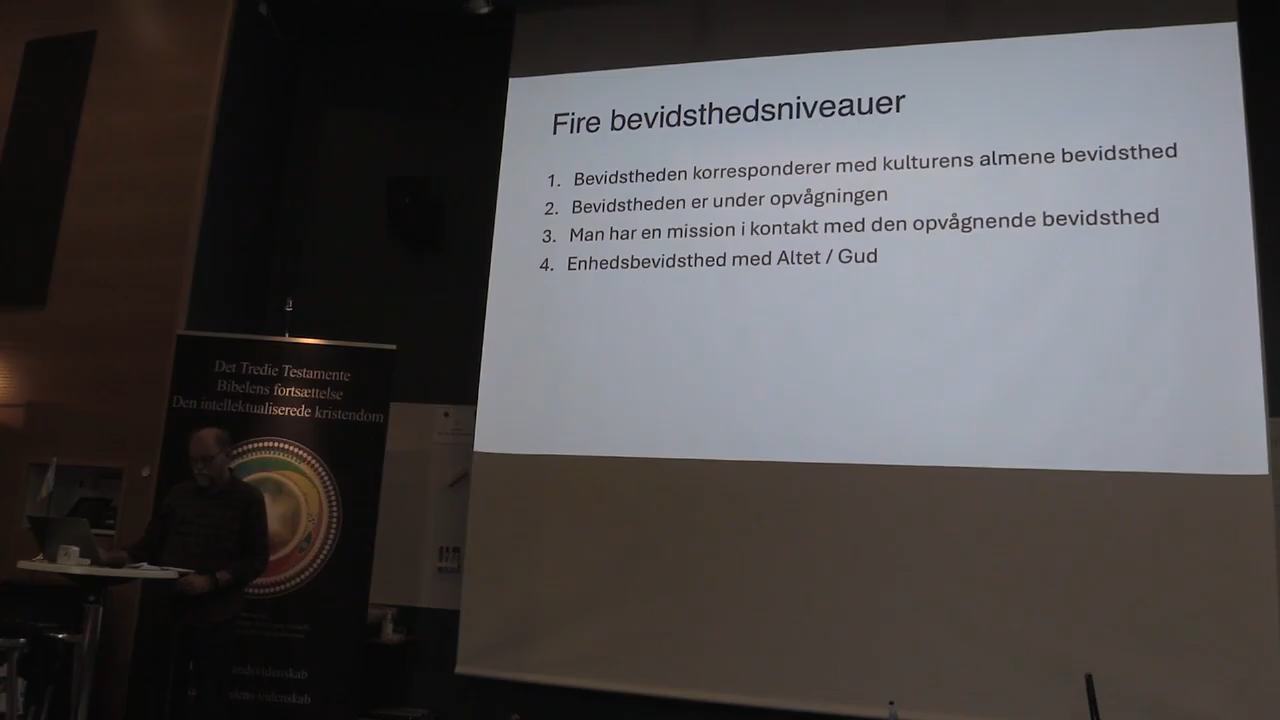 Fire bevidsthedsniveauer
1. Bevidstheden korresponderer med kulturens almene bevidsthed
2. Bevidstheden er under opvågningen
3. Man har en mission i kontakt med den opvågnende bevidsthed
4. Enhedsbevidsthed med Altet / Gud
Det Tredie Testamente
Bibelens fortsættelse
Den intellektualiserede kristendom